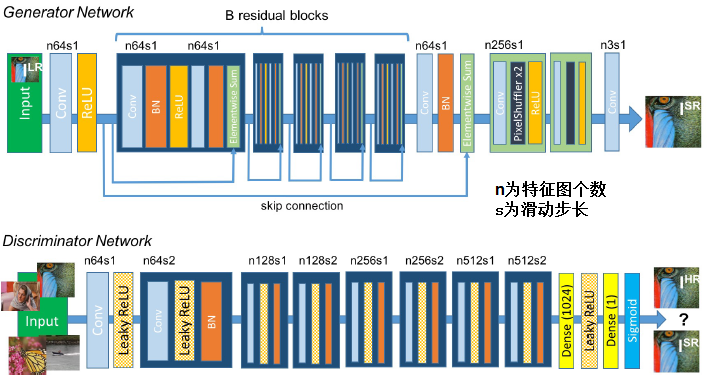 Generator Network
B residual blocks
n64s1
n64s1
n64s1
n64s1
n256s1
n3s1
I LR
Input
Conv
ReLU
Conv
BN
ReLU
Elementwise Sum
Conv
BN
Elementwise Sum
Conv
PixelShuffler x2
ReLU
Conv
I SR
skip connection
n为特征图个数
s为滑动步长
Discriminator Network
n64s1
n64s2
n128s1
n128s2
n256s1
n256s2
n512s1
n512s2
Input
Conv
Leaky ReLU
Conv
Leaky ReLU
BN
Dense (1024)
Leaky ReLU
Dense (1)
Sigmoid
I HR
?
I SR